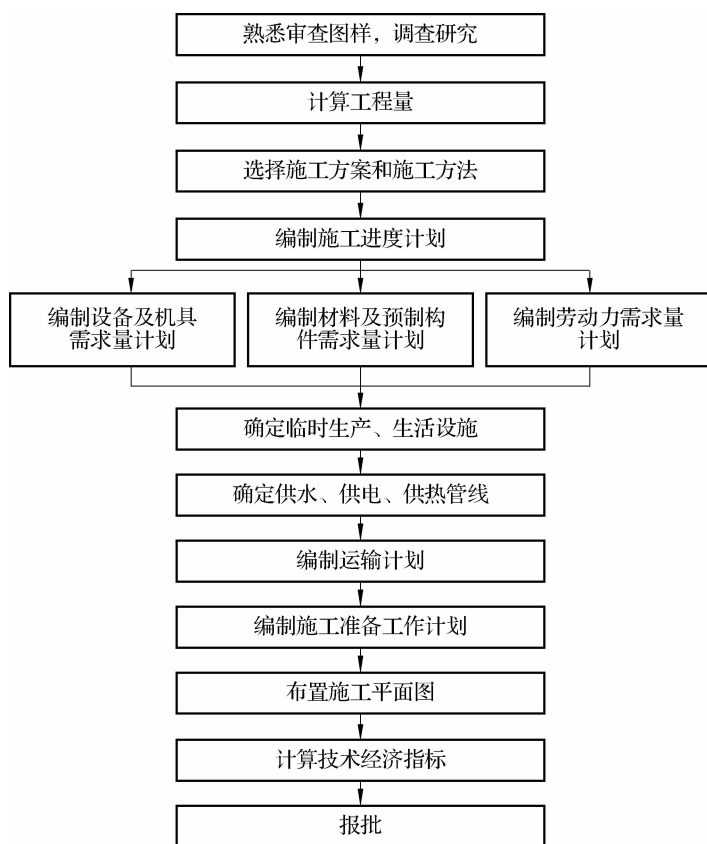 熟悉审查图样，调查研究
计算工程量
选择施工方案和施工方法
编制施工进度计划
编制设备及机具
需求量计划
编制材料及预制构
件需求量计划
编制劳动力需求量
计划
确定临时生产、生活设施
确定供水、供电、供热管线
编制运输计划
编制施工准备工作计划
布置施工平面图
计算技术经济指标
报批